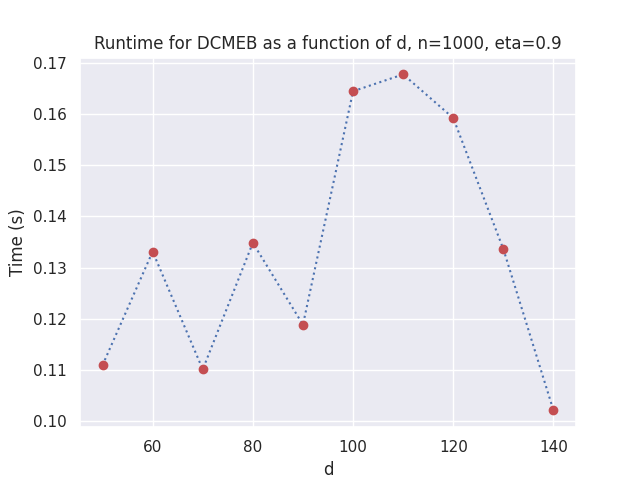 Runtime for DCMEB as a function of d, n=1000, eta=0.9
0.17
0.16
0.15
0.14
0.13
0.12
0.11
0.10
Time (s)
60 80 100 120 140
d